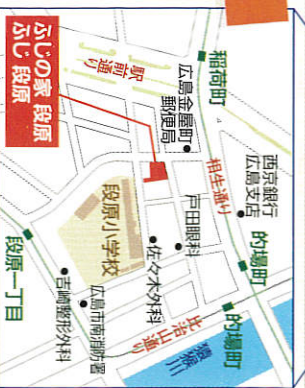 稲荷町
駅前通り
広島金屋町
郵便局
ふじの家 段原
ふじ 段原
相生通り
西京銀行
広島支店
的場町
戸田眼科
佐々木外科
段原小学校
的場町
比治山通り
猿猴川
広島市南消防署
吉崎整形外科
段原一丁目